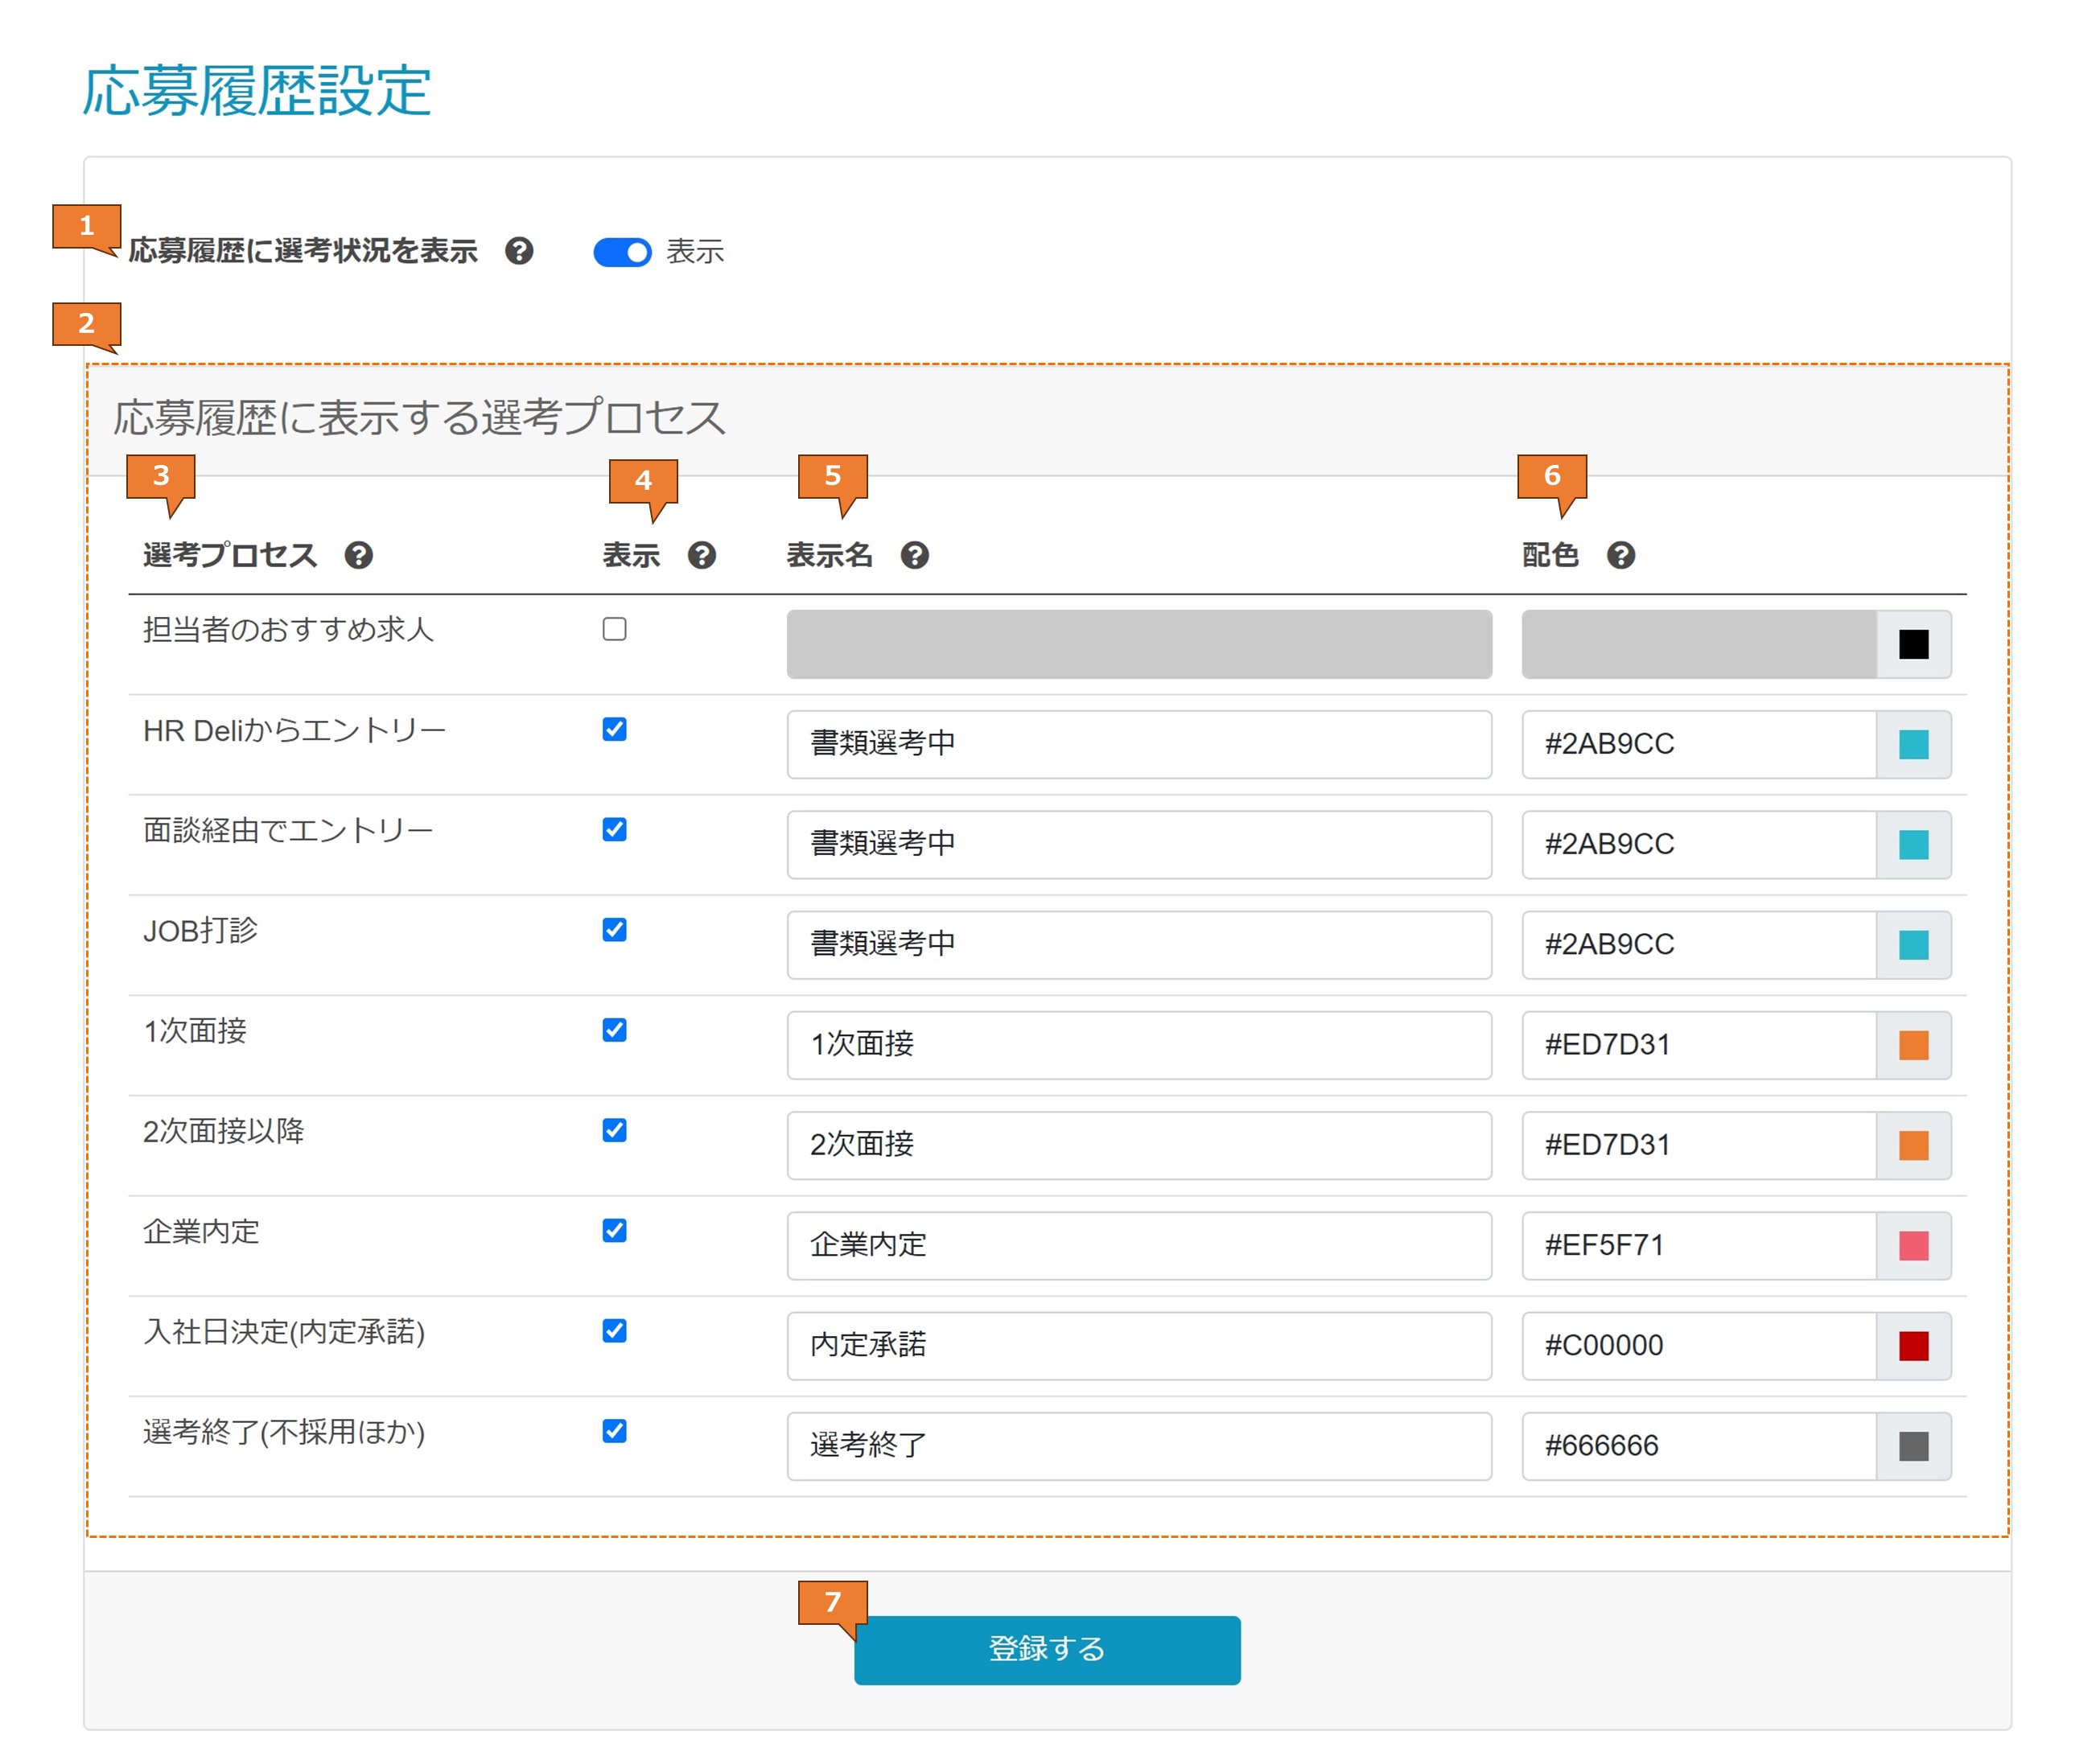 応募履歴設定
1
応募履歴に選考状況を表示 ? 表示
2
応募履歴に表示する選考プロセス
3 4 5 6
選考プロセス ? 表示 ? 表示名 ? 配色 ?
担当者のおすすめ求人
HR Deliからエントリー 書類選考中 #2AB9CC
面談経由でエントリー 書類選考中 #2AB9CC
JOB打診 書類選考中 #2AB9CC
1次面接 1次面接 #ED7D31
2次面接以降 2次面接 #ED7D31
企業内定 企業内定 #EF5F71
入社日決定(内定承諾) 内定承諾 #C00000
選考終了(不採用ほか) 選考終了 #666666
7
登録する